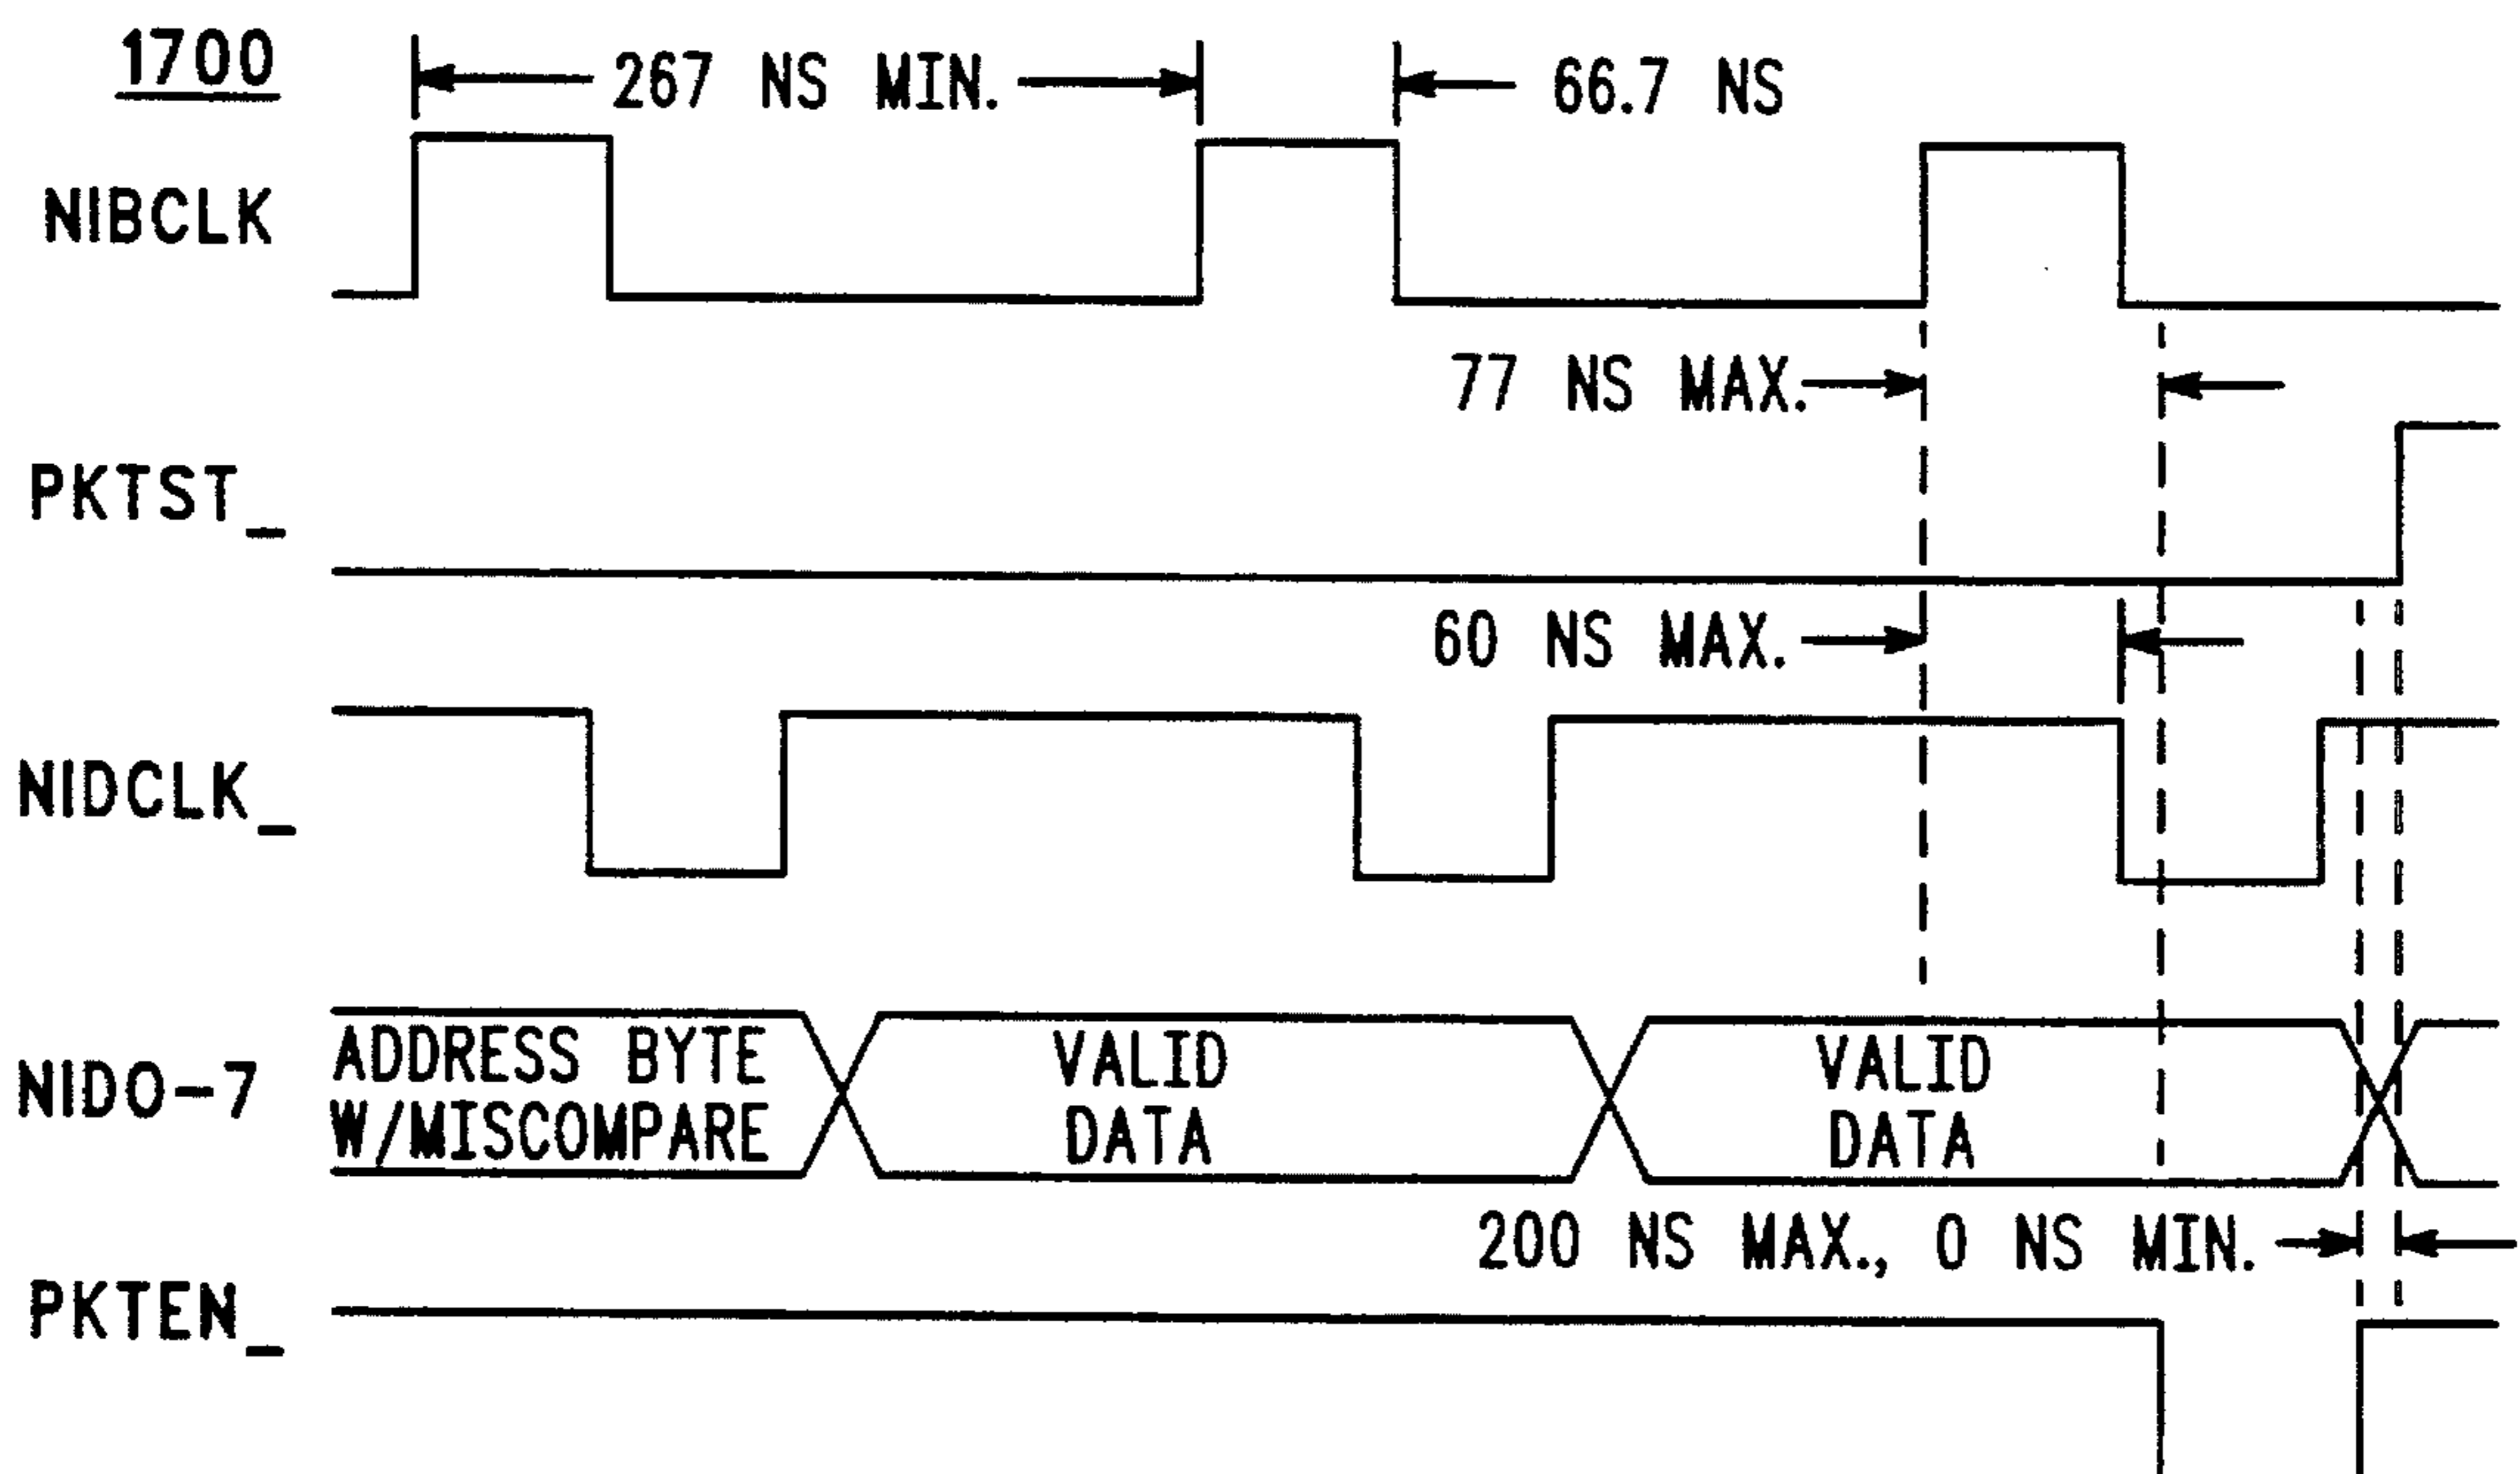 1700
267 NS MIN.
66.7 NS
NIBCLK
77 NS MAX.
PKTST_
60 NS MAX.
NIDCLK_
NIDO-7
ADDRESS BYTE
W/MISCOMPARE
VALID
DATA
VALID
DATA
200 NS MAX., 0 NS MIN.
PKTEN_